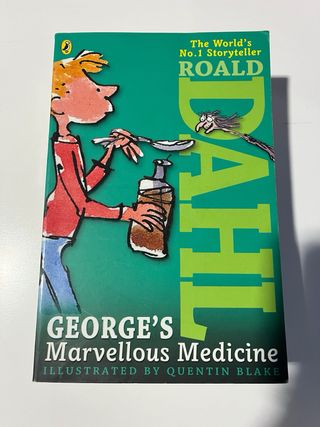 The World's
No.1 Storyteller
ROALD
DAHL
GEORGE'S
Marvellous Medicine
ILLUSTRATED BY QUENTIN BLAKE